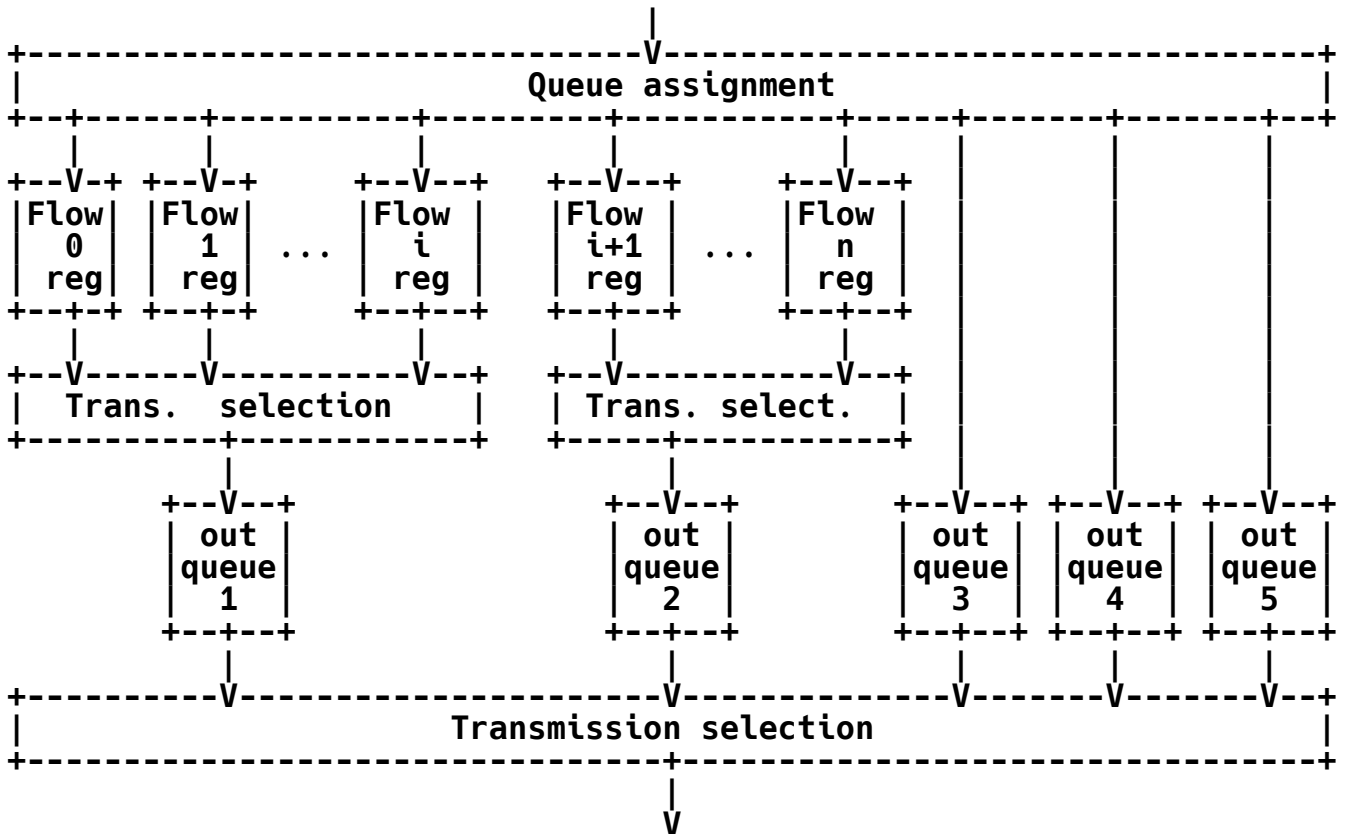 |
+--------------------------------V----------------------------------+
|                          Queue assignment                         |
+--+------+----------+---------+-----------+-----+-------+-------+--+
   |      |          |         |           |     |       |       |
+--V-+ +--V-+     +--V--+   +--V--+     +--V--+  |       |       |
|Flow| |Flow|     |Flow |   |Flow |     |Flow |  |       |       |
|  0 | |  1 | ... |  i  |   | i+1 | ... |  n  |  |       |       |
| reg| | reg|     | reg |   | reg |     | reg |  |       |       |
+--+-+ +--+-+     +--+--+   +--+--+     +--+--+  |       |       |
   |      |          |         |           |     |       |       |
+--V------V----------V--+   +--V-----------V--+  |       |       |
|  Trans.  selection    |   | Trans. select.  |  |       |       |
+----------+------------+   +-----+-----------+  |       |       |
           |                      |              |       |       |
        +--V--+                +--V--+        +--V--+ +--V--+ +--V--+
        | out |                | out |        | out | | out | | out |
        |queue|                |queue|        |queue| |queue| |queue|
        |  1  |                |  2  |        |  3  | |  4  | |  5  |
        +--+--+                +--+--+        +--+--+ +--+--+ +--+--+
           |                      |              |       |       |
+----------V----------------------V--------------V-------V-------V--+
|                      Transmission selection                       |
+---------------------------------+---------------------------------+
                                  |
                                  V